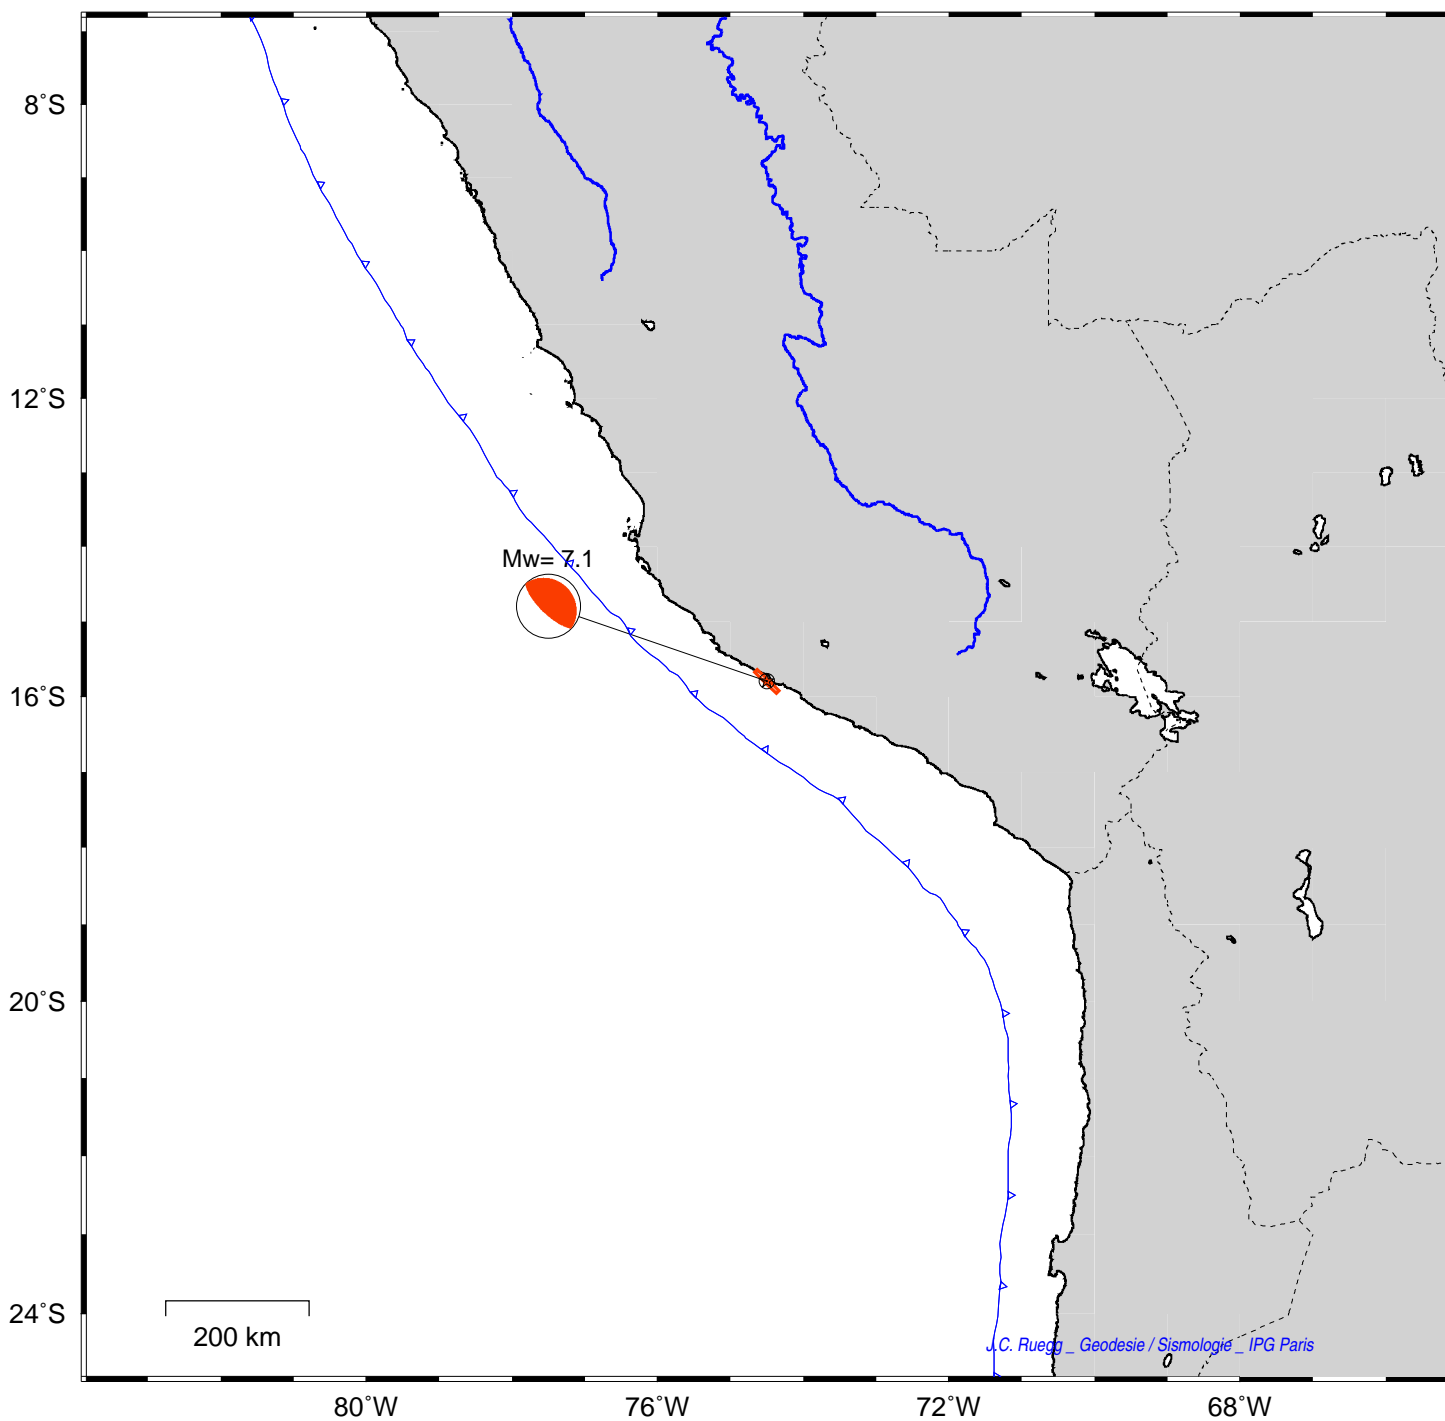 8°S
12°S
Mw= 7.1
16°S
20°S
24°S
200 km
J.C. Ruegg _ Geodesie / Sismologie _ IPG Paris
80°W
76°W
72°W
68°W